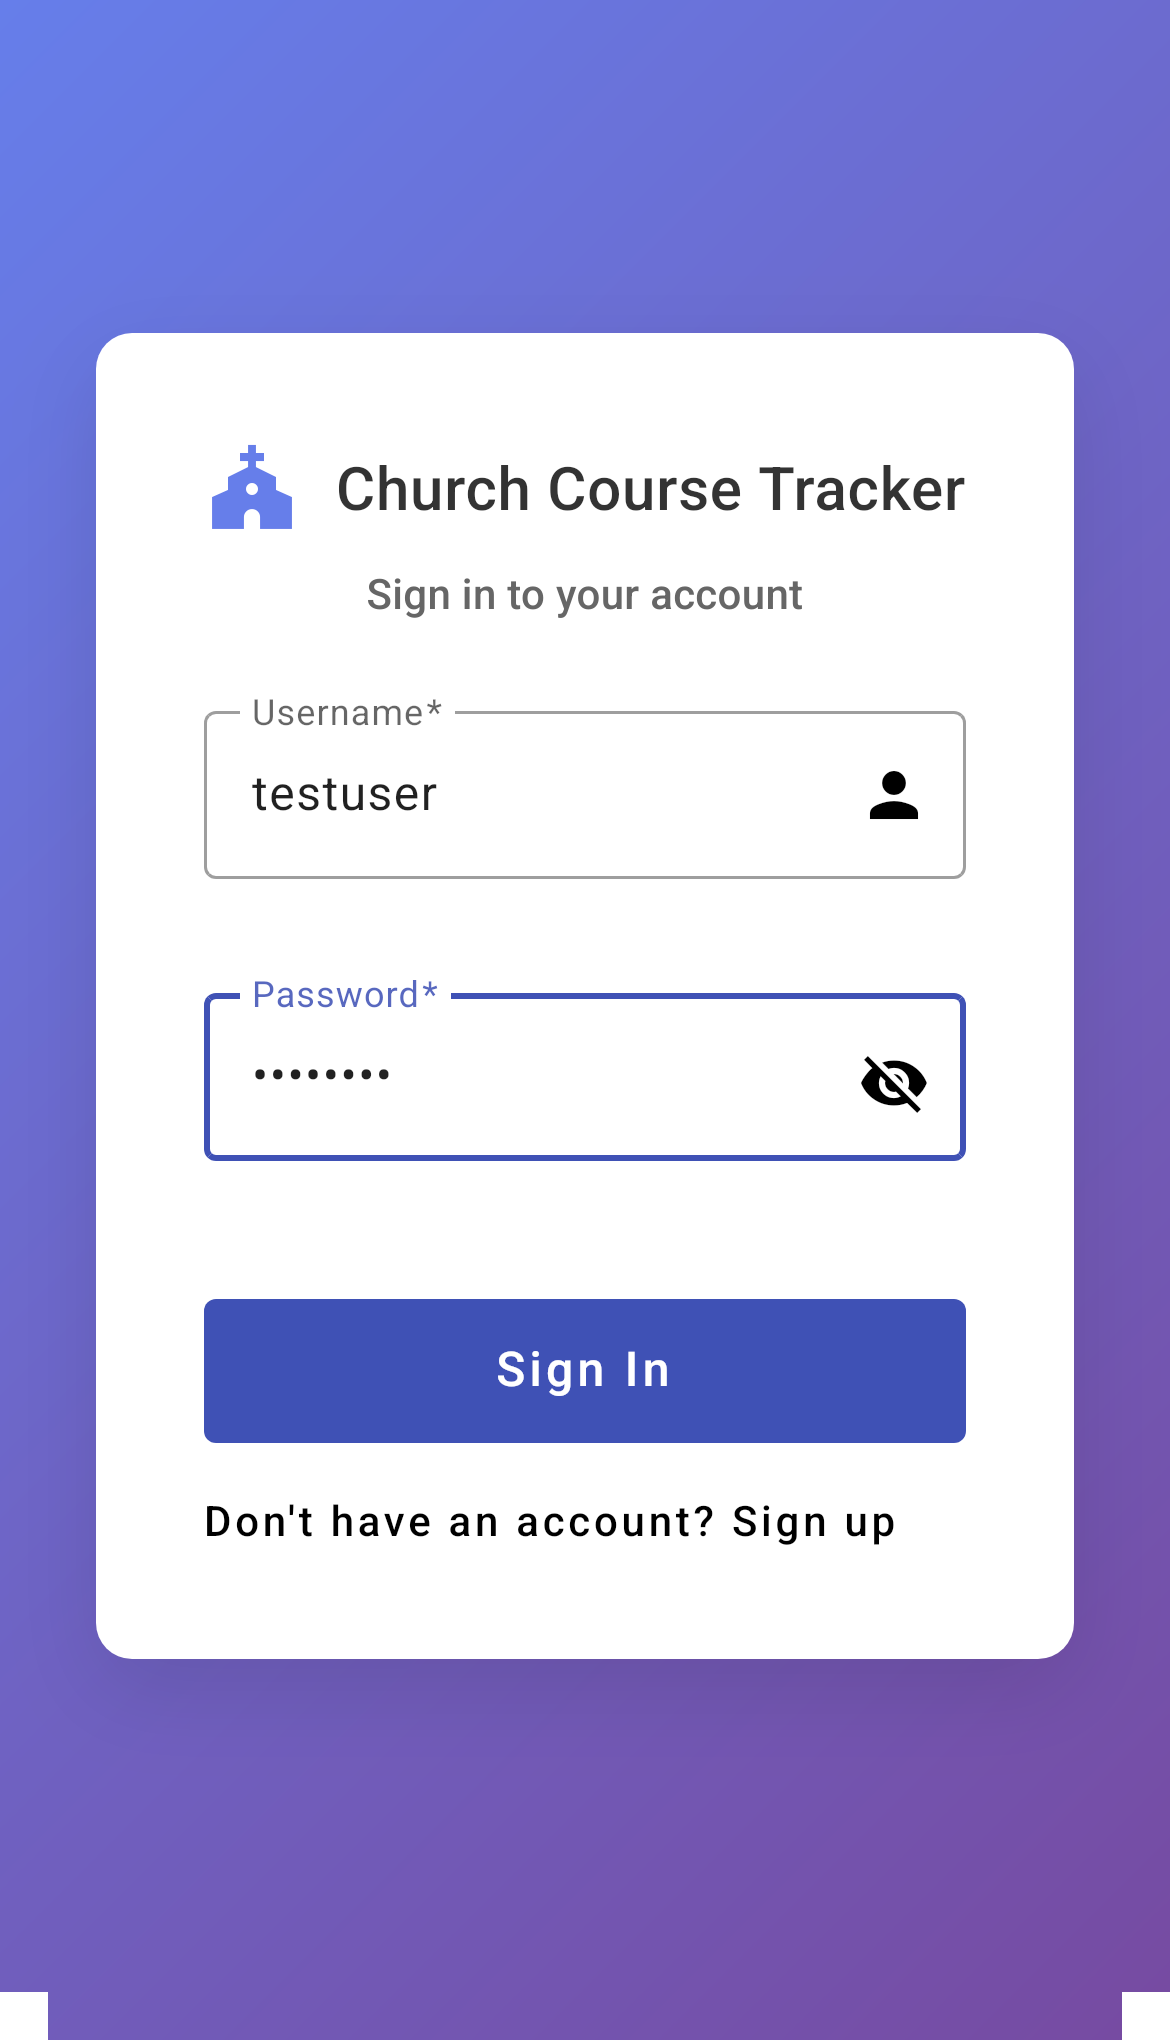 Church Course Tracker
Sign in to your account
Username*
testuser
Password*
••••••••
Sign In
Don't have an account? Sign up